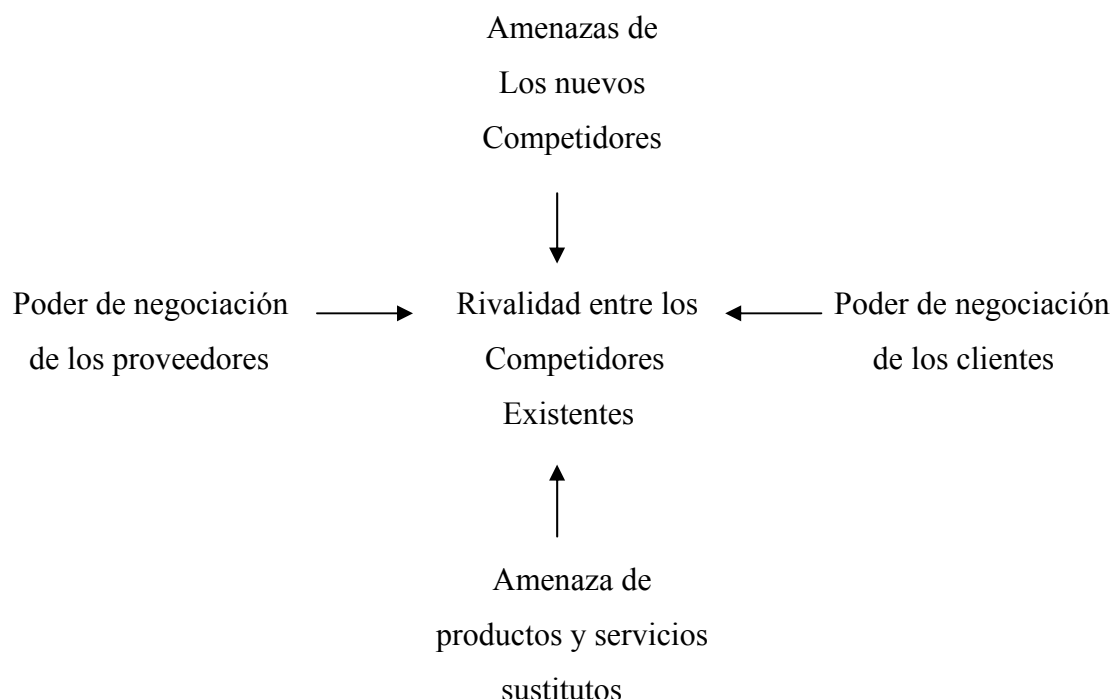 Amenazas de
Los nuevos
Competidores
Poder de negociación
de los proveedores
Rivalidad entre los
Competidores
Existentes
Poder de negociación
de los clientes
Amenaza de
productos y servicios
sustitutos